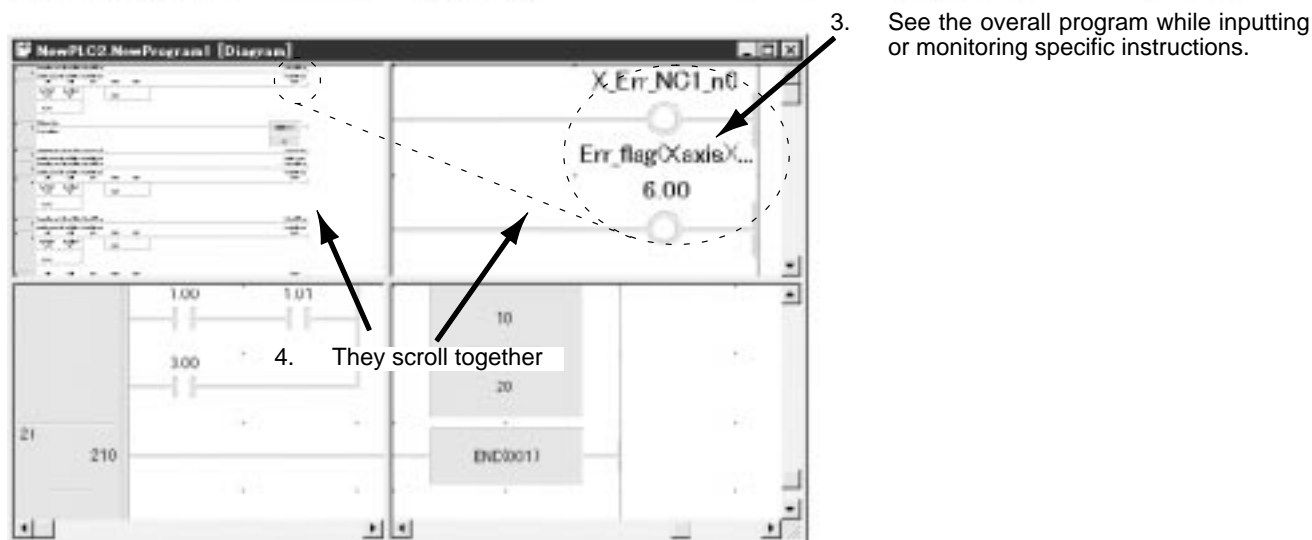 3. See the overall program while inputting
or monitoring specific instructions.
NewPLC2.NewProgram1 [Diagram]
X_Err_NC1_n0
Err_flag(Xaxis)...
6.00
1.00 1.01
10
4. They scroll together
3.00
20
21
210
END(001)